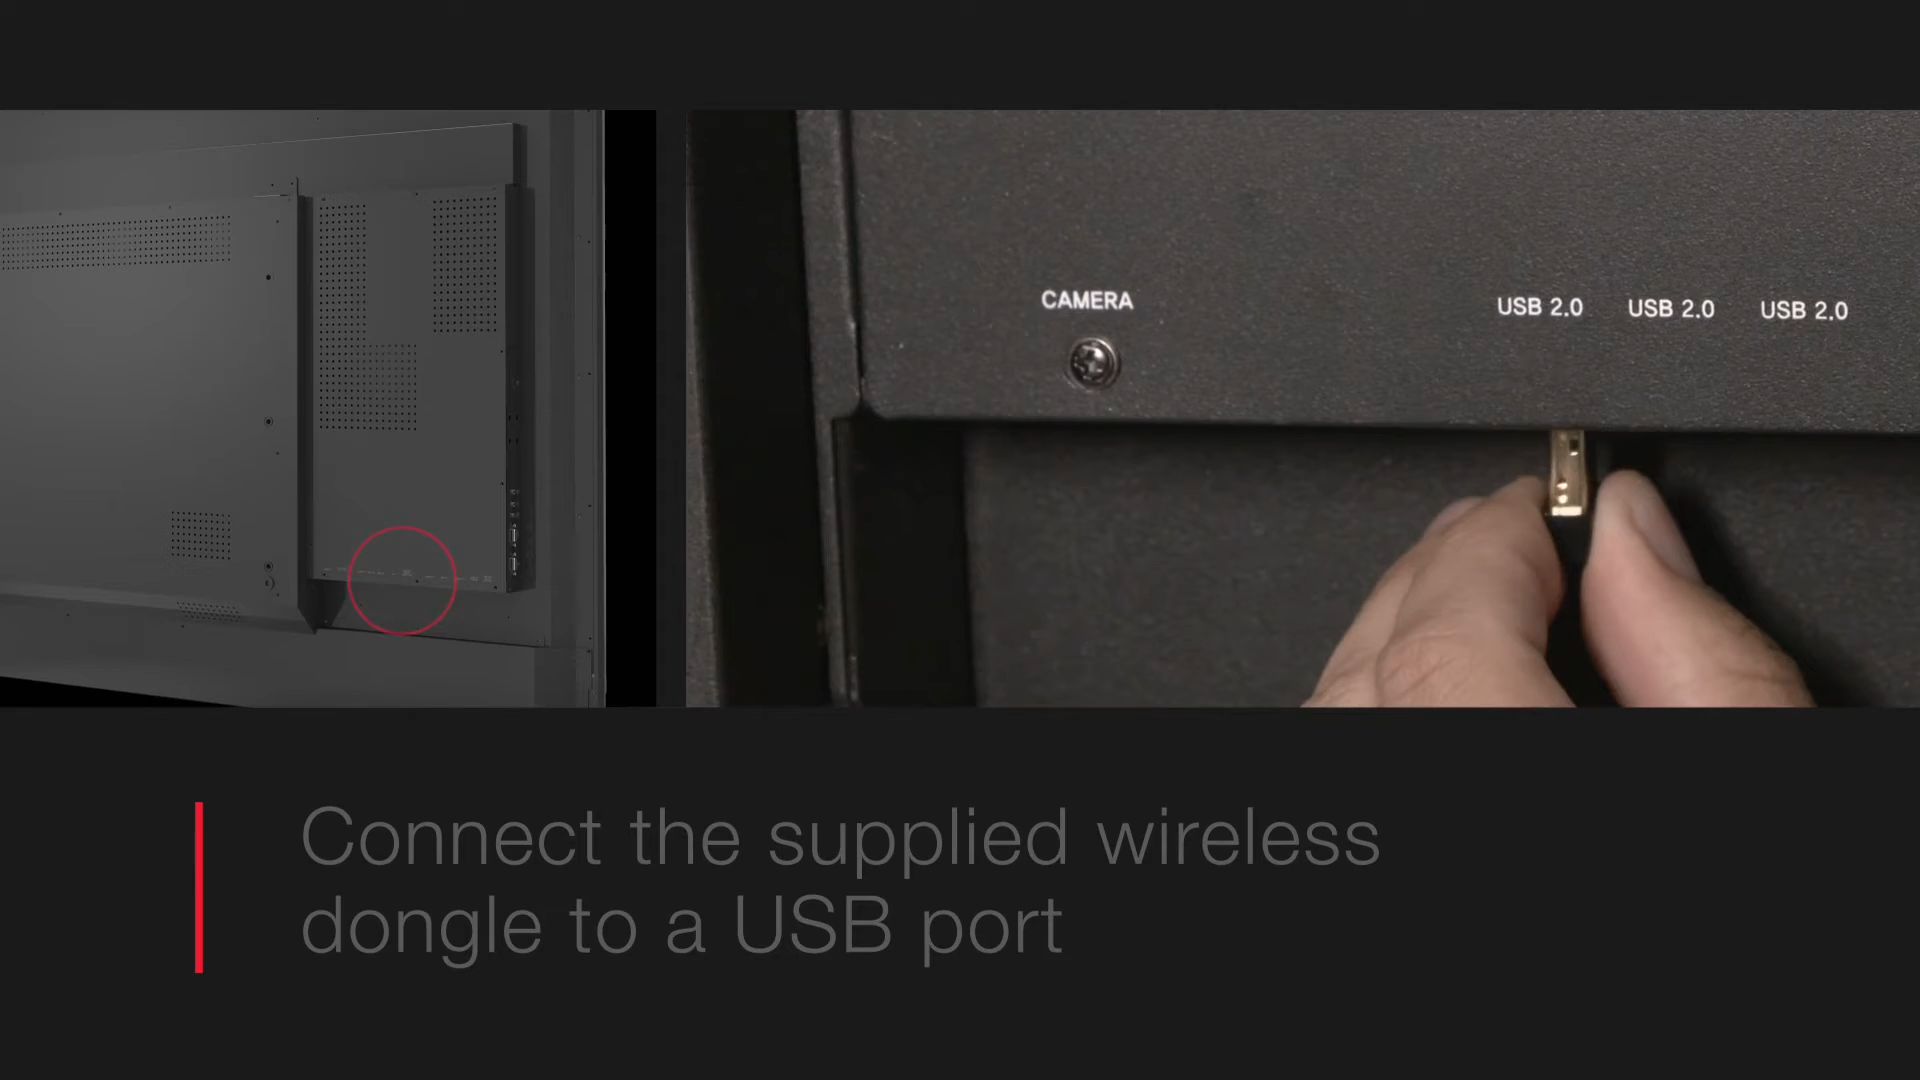 CAMERA
USB 2.0 USB 2.0 USB 2.0
Connect the supplied wireless
dongle to a USB port